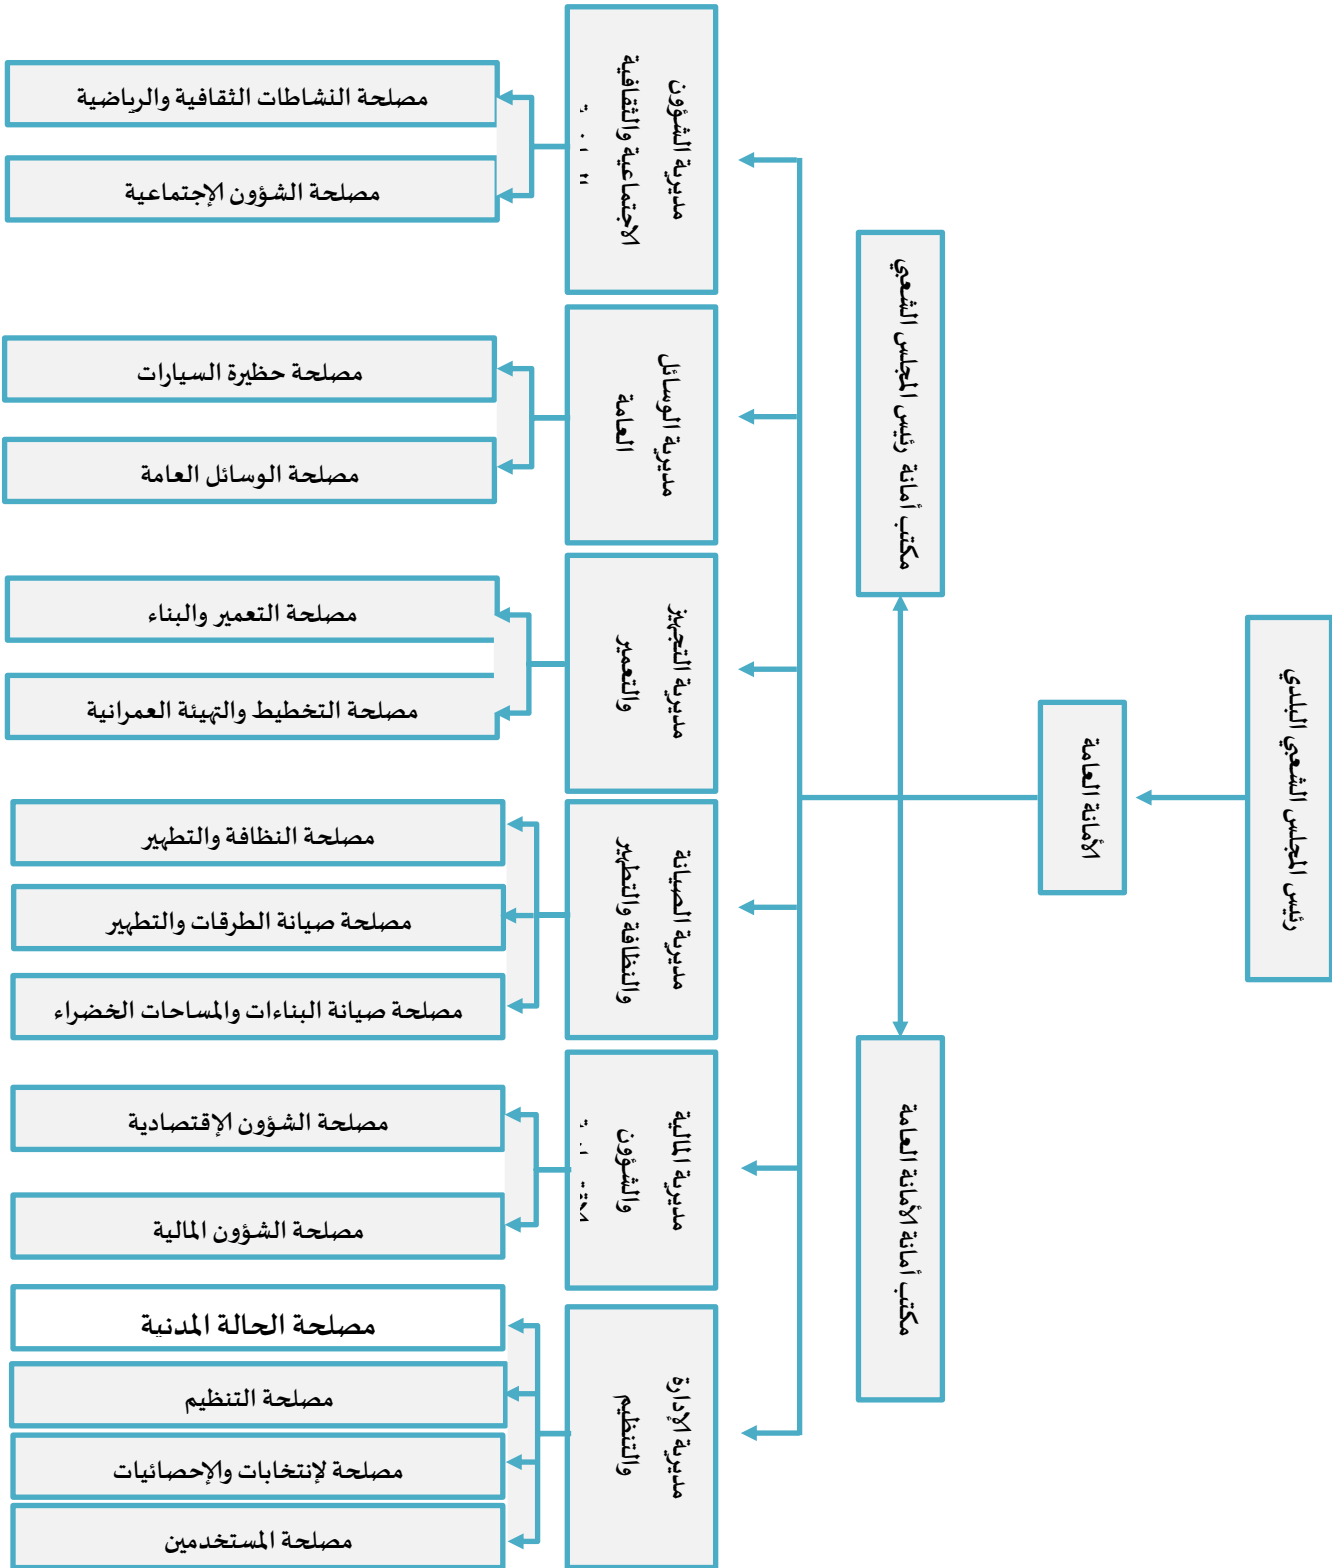 رئيس المجلس الشعبي البلدي
الأمانة العامة
مكتب أمانة رئيس المجلس الشعبي
مكتب أمانة الأمانة العامة
مديرية الشؤون
الاجتماعية والثقافية
مصلحة النشاطات الثقافية والرياضية
مصلحة الشؤون الإجتماعية
مديرية الوسائل
العامة
مصلحة حظيرة السيارات
مصلحة الوسائل العامة
مديرية التجهيز
والتعمير
مصلحة التعمير والبناء
مصلحة التخطيط والتهيئة العمرانية
مديرية الصيانة
والنظافة والتطهير
مصلحة النظافة والتطهير
مصلحة صيانة الطرقات والتطهير
مصلحة صيانة البناءات والمساحات الخضراء
مديرية المالية
والشؤون
مصلحة الشؤون الإقتصادية
مصلحة الشؤون المالية
مديرية الإدارة
والتنظيم
مصلحة الحالة المدنية
مصلحة التنظيم
مصلحة لإنتخابات والإحصائيات
مصلحة المستخدمين